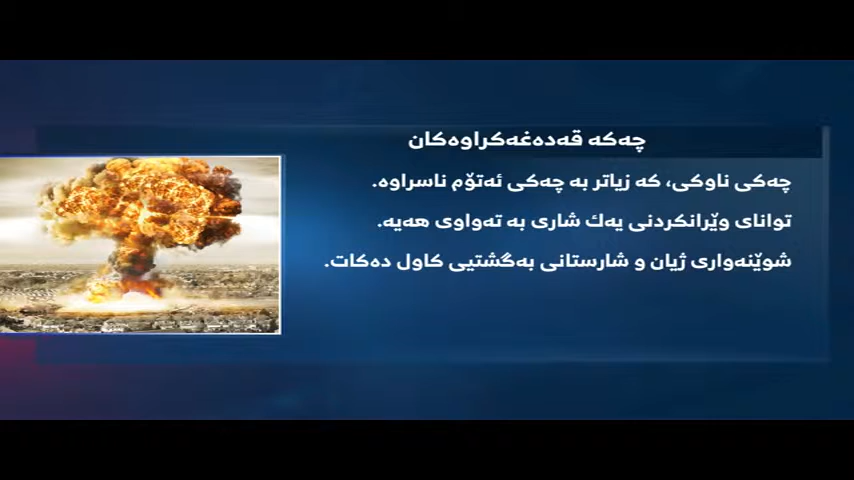 چەکە قەدەغەکراوەکان
چەکی ناوکی، کە زیاتر بە چەکی ئەتۆم ناسراوە.
توانای وێرانکردنی یەك شاری بە تەواوی هەیە.
شوێنەواری ژیان و شارستانی بەگشتیی کاول دەکات.